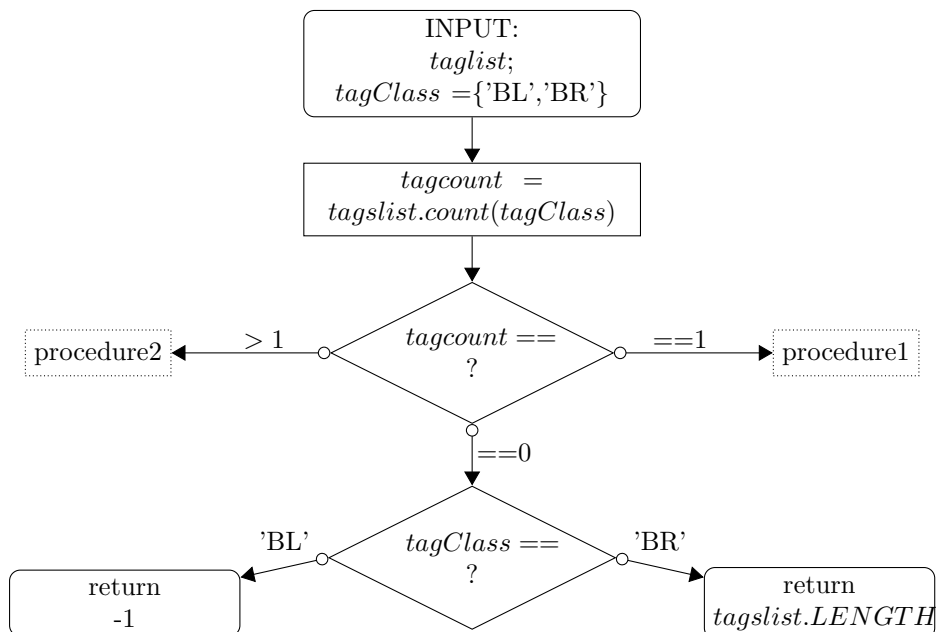 INPUT:
taglist;
tagClass ={'BL','BR'}
tagcount =
tagslist.count(tagClass)
tagcount ==
?
> 1
==1
procedure2
procedure1
==0
tagClass ==
?
'BL'
'BR'
return
-1
return
tagslist.LENGTH